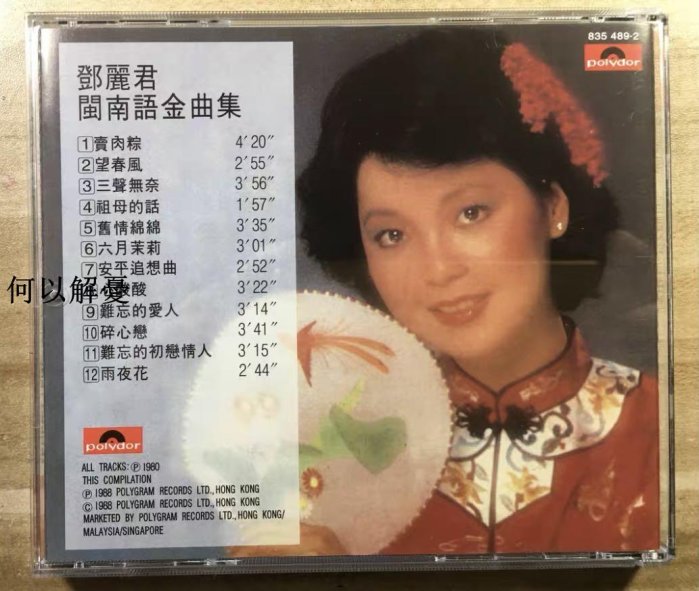 835 489-2
polydor
鄧麗君
閩南語金曲集
1 賣肉粽 4′20″
2 望春風 2′55″
3 三聲無奈 3′56″
4 祖母的話 1′57″
5 舊情綿綿 3′35″
6 六月茉莉 3′01″
7 安平追想曲 2′52″
何以解憂
酸 3′22″
9 難忘的愛人 3′14″
10 碎心戀 3′41″
11 難忘的初戀情人 3′15″
12 雨夜花 2′44″
polydor
ALL TRACKS: Ⓟ 1980
THIS COMPILATION
Ⓟ 1988 POLYGRAM RECORDS LTD., HONG KONG
© 1988 POLYGRAM RECORDS LTD., HONG KONG
MARKETED BY POLYGRAM RECORDS LTD., HONG KONG/
MALAYSIA/SINGAPORE